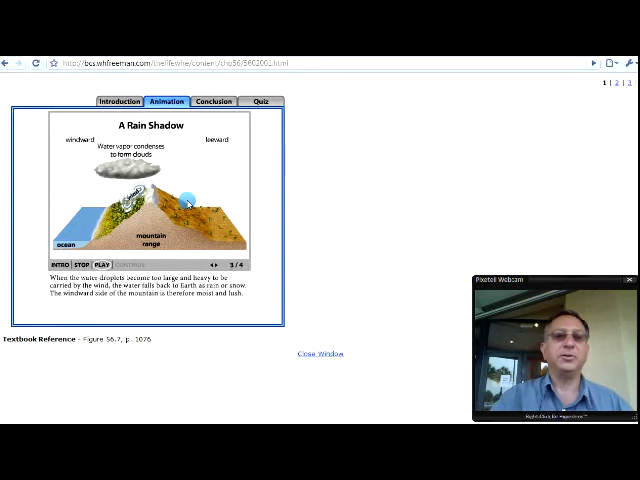 http://bcs.whfreeman.com/thelifewire/content/chp56/5602001.html
1 | 2 | 3
Introduction Animation Conclusion Quiz
A Rain Shadow
windward leeward
Water vapor condenses
to form clouds
wind
mountain
range
ocean
INTRO STOP PLAY CONTINUE 3 / 4
When the water droplets become too large and heavy to be
carried by the wind, the water falls back to Earth as rain or snow.
The windward side of the mountain is therefore moist and lush.
Textbook Reference - Figure 56.7, p. 1076
Close Window
Pixetell Webcam